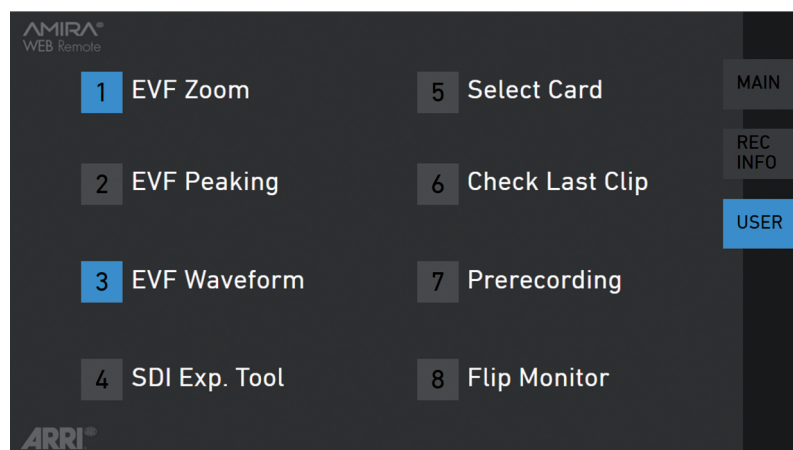 AMIRA®
WEB Remote
1 EVF Zoom
2 EVF Peaking
3 EVF Waveform
4 SDI Exp. Tool
5 Select Card
6 Check Last Clip
7 Prerecording
8 Flip Monitor
MAIN
REC
INFO
USER
ARRI®